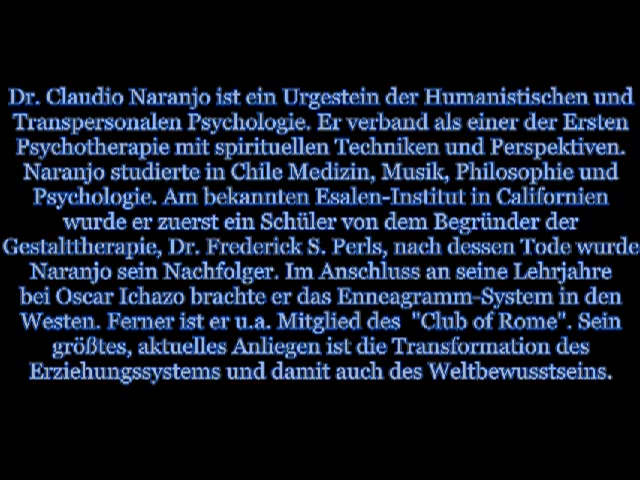 Dr. Claudio Naranjo ist ein Urgestein der Humanistischen und
Transpersonalen Psychologie. Er verband als einer der Ersten
Psychotherapie mit spirituellen Techniken und Perspektiven.
Naranjo studierte in Chile Medizin, Musik, Philosophie und
Psychologie. Am bekannten Esalen-Institut in Californien
wurde er zuerst ein Schüler von dem Begründer der
Gestalttherapie, Dr. Frederick S. Perls, nach dessen Tode wurde
Naranjo sein Nachfolger. Im Anschluss an seine Lehrjahre
bei Oscar Ichazo brachte er das Enneagramm-System in den
Westen. Ferner ist er u.a. Mitglied des "Club of Rome". Sein
größtes, aktuelles Anliegen ist die Transformation des
Erziehungssystems und damit auch des Weltbewusstseins.